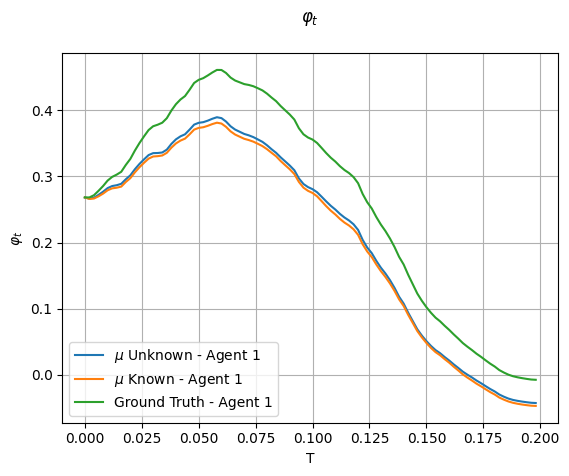 φt
φt
0.4
0.3
0.2
0.1
0.0
μ Unknown - Agent 1
μ Known - Agent 1
Ground Truth - Agent 1
0.000 0.025 0.050 0.075 0.100 0.125 0.150 0.175 0.200
T